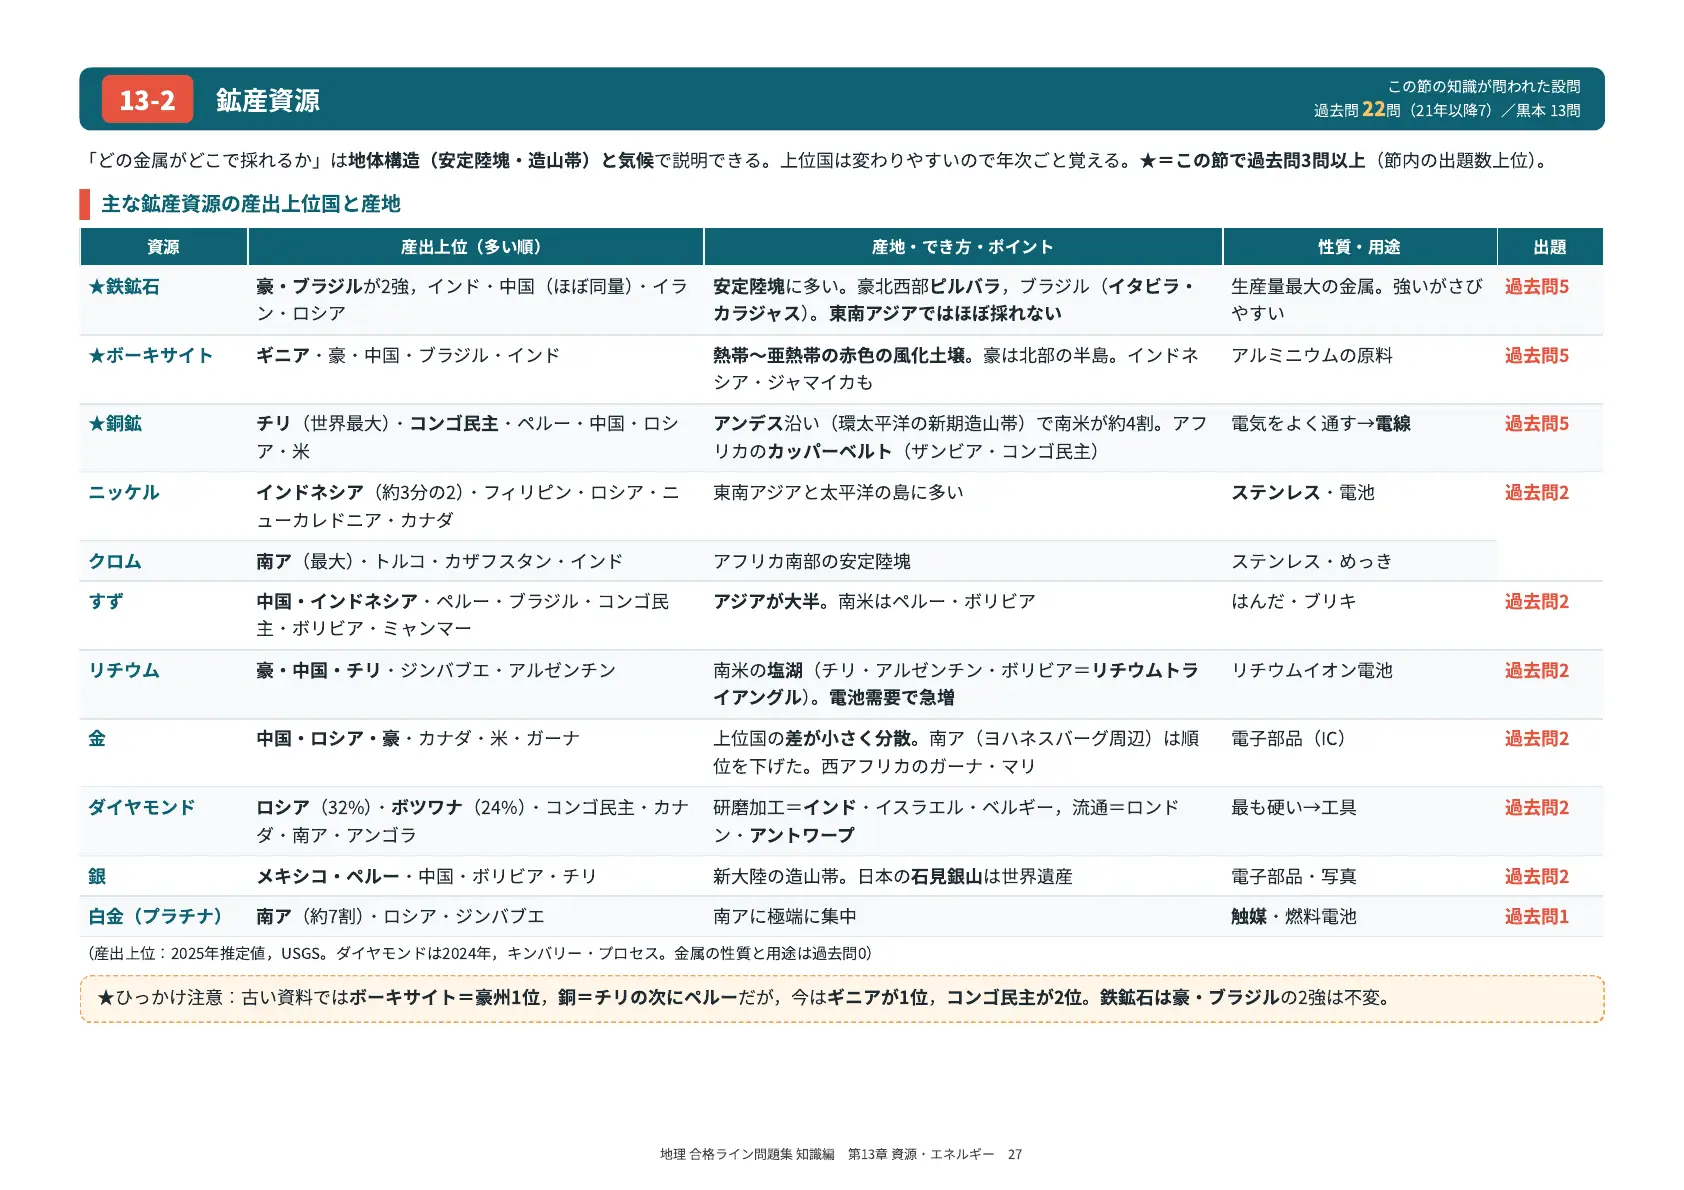 13-2 鉱産資源
この節の知識が問われた設問
過去問22問（21年以降7）／黒本 13問
「どの金属がどこで採れるか」は地体構造（安定陸塊・造山帯）と気候で説明できる。上位国は変わりやすいので年次ごと覚える。★＝この節で過去問3問以上（節内の出題数上位）。
主な鉱産資源の産出上位国と産地
資源 産出上位（多い順） 産地・でき方・ポイント 性質・用途 出題
★鉄鉱石 豪・ブラジルが2強，インド・中国（ほぼ同量）・イラ 安定陸塊に多い。豪北西部ピルバラ，ブラジル（イタビラ・ 生産量最大の金属。強いがさび 過去問5
ン・ロシア カラジャス）。東南アジアではほぼ採れない やすい
★ボーキサイト ギニア・豪・中国・ブラジル・インド 熱帯〜亜熱帯の赤色の風化土壌。豪は北部の半島。インドネ アルミニウムの原料 過去問5
シア・ジャマイカも
★銅鉱 チリ（世界最大）・コンゴ民主・ペルー・中国・ロシ アンデス沿い（環太平洋の新期造山帯）で南米が約4割。アフ 電気をよく通す→電線 過去問5
ア・米 リカのカッパーベルト（ザンビア・コンゴ民主）
ニッケル インドネシア（約3分の2）・フィリピン・ロシア・ニ 東南アジアと太平洋の島に多い ステンレス・電池 過去問2
ューカレドニア・カナダ
クロム 南ア（最大）・トルコ・カザフスタン・インド アフリカ南部の安定陸塊 ステンレス・めっき
すず 中国・インドネシア・ペルー・ブラジル・コンゴ民 アジアが大半。南米はペルー・ボリビア はんだ・ブリキ 過去問2
主・ボリビア・ミャンマー
リチウム 豪・中国・チリ・ジンバブエ・アルゼンチン 南米の塩湖（チリ・アルゼンチン・ボリビア＝リチウムトラ リチウムイオン電池 過去問2
イアングル）。電池需要で急増
金 中国・ロシア・豪・カナダ・米・ガーナ 上位国の差が小さく分散。南ア（ヨハネスバーグ周辺）は順 電子部品（IC） 過去問2
位を下げた。西アフリカのガーナ・マリ
ダイヤモンド ロシア（32%）・ボツワナ（24%）・コンゴ民主・カナ 研磨加工＝インド・イスラエル・ベルギー，流通＝ロンド 最も硬い→工具 過去問2
ダ・南ア・アンゴラ ン・アントワープ
銀 メキシコ・ペルー・中国・ボリビア・チリ 新大陸の造山帯。日本の石見銀山は世界遺産 電子部品・写真 過去問2
白金（プラチナ） 南ア（約7割）・ロシア・ジンバブエ 南アに極端に集中 触媒・燃料電池 過去問1
（産出上位：2025年推定値，USGS。ダイヤモンドは2024年，キンバリー・プロセス。金属の性質と用途は過去問0）
★ひっかけ注意：古い資料ではボーキサイト＝豪州1位，銅＝チリの次にペルーだが，今はギニアが1位，コンゴ民主が2位。鉄鉱石は豪・ブラジルの2強は不変。
地理 合格ライン問題集 知識編 第13章 資源・エネルギー 27